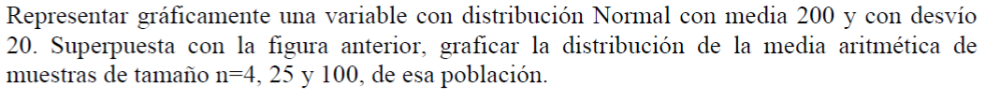 Representar gráficamente una variable con distribución Normal con media 200 y con desvío
20. Superpuesta con la figura anterior, graficar la distribución de la media aritmética de
muestras de tamaño n=4, 25 y 100, de esa población.